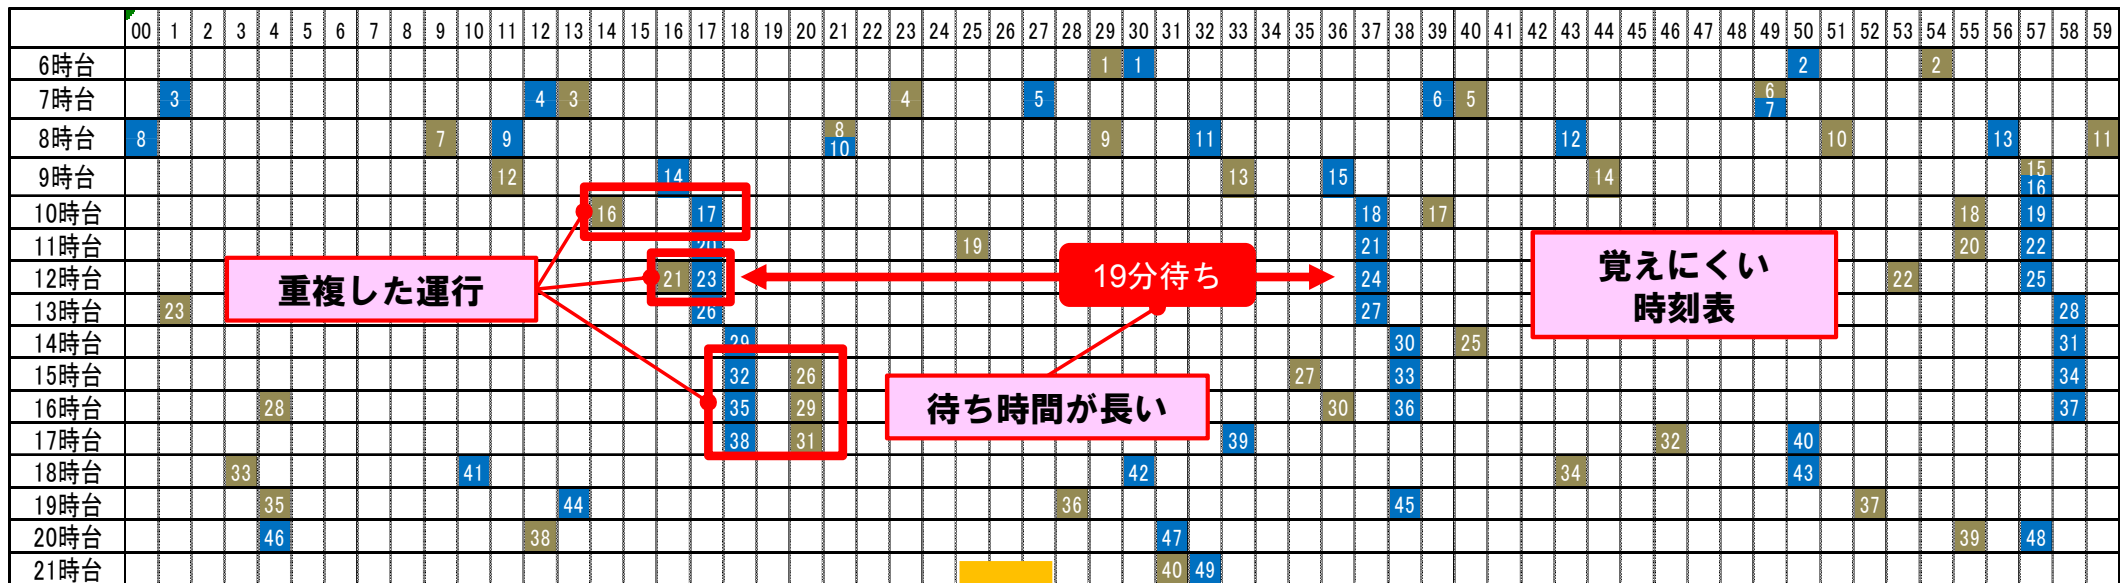 00 1 2 3 4 5 6 7 8 9 10 11 12 13 14 15 16 17 18 19 20 21 22 23 24 25 26 27 28 29 30 31 32 33 34 35 36 37 38 39 40 41 42 43 44 45 46 47 48 49 50 51 52 53 54 55 56 57 58 59
6時台 1 1 2 2
7時台 3 4 3 4 5 6 5 6 7
8時台 8 7 9 8 10 9 11 12 10 13 11
9時台 12 14 13 15 14 15 16
10時台 16 17 18 17 18 19
11時台 20 19 21 20 22
12時台 21 23 24 22 25
13時台 23 26 27 28
14時台 29 30 25 31
15時台 32 26 27 33 34
16時台 28 35 29 30 36 37
17時台 38 31 39 32 40
18時台 33 41 42 34 43
19時台 35 44 36 45 37
20時台 46 38 47 39 48
21時台 40 49
重複した運行
19分待ち
覚えにくい
時刻表
待ち時間が長い